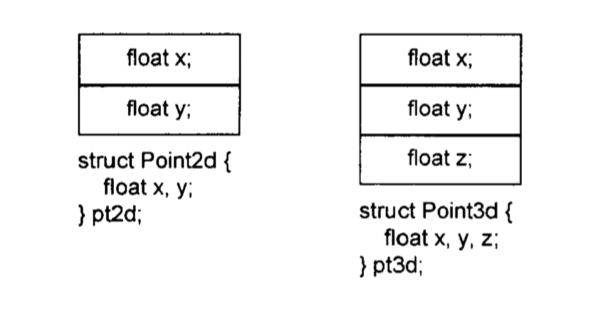 float x;
float y;
struct Point2d {
float x, y;
} pt2d;
float x;
float y;
float z;
struct Point3d {
float x, y, z;
} pt3d;